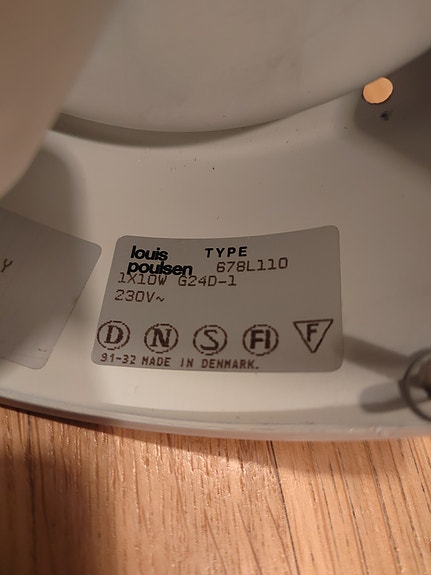 louis poulsen
TYPE
678L110
1X10W G24D-1
230V~
D N S FI F
91-32 MADE IN DENMARK.
Y